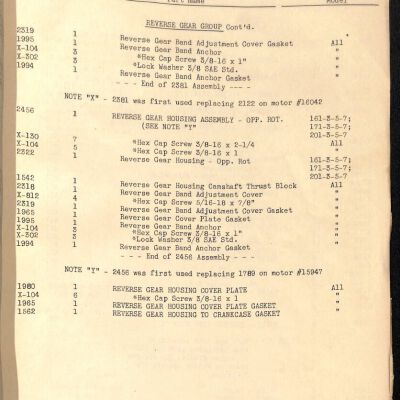 Part Name Model
REVERSE GEAR GROUP Cont'd.
2319 1 Reverse Gear Band Adjustment Cover Gasket All
1995 1 Reverse Gear Band Anchor "
X-104 3 *Hex Cap Screw 3/8-16 x 1" "
X-302 3 *Lock Washer 3/8 SAE Std. "
1994 1 Reverse Gear Band Anchor Gasket "
- - - End of 2381 Assembly - - - -
NOTE "X" - 2381 was first used replacing 2122 on motor #16042
2456 1 REVERSE GEAR HOUSING ASSEMBLY - OPP. ROT. 161-3-5-7;
(SEE NOTE "Y" 171-3-5-7;
201-3-5-7
X-130 7 *Hex Cap Screw 3/8-16 x 2-1/4 All
X-104 5 *Hex Cap Screw 3/8-16 x 1 "
2322 1 Reverse Gear Housing - Opp. Rot 161-3-5-7;
171-3-5-7;
201-3-5-7
1542 1 Reverse Gear Housing Camshaft Thrust Block All
2318 1 Reverse Gear Band Adjustment Cover "
X-812 4 *Hex Cap Screw 5/16-18 x 7/8" "
2319 1 Reverse Gear Band Adjustment Cover Gasket "
1965 1 Reverse Gear Cover Plate Gasket "
1995 1 Reverse Gear Band Anchor "
X-104 3 *Hex Cap Screw 3/8-16 x 1" "
X-302 3 *Lock Washer 3/8 SAE Std. "
1994 1 Reverse Gear Band Anchor Gasket "
- - - End of 2456 Assembly - - -
NOTE "Y" - 2456 was first used replacing 1789 on motor #15947
1980 1 REVERSE GEAR HOUSING COVER PLATE All
X-104 6 *Hex Cap Screw 3/8-16 x 1 "
1965 1 REVERSE GEAR HOUSING COVER PLATE GASKET "
1562 1 REVERSE GEAR HOUSING TO CRANKCASE GASKET "